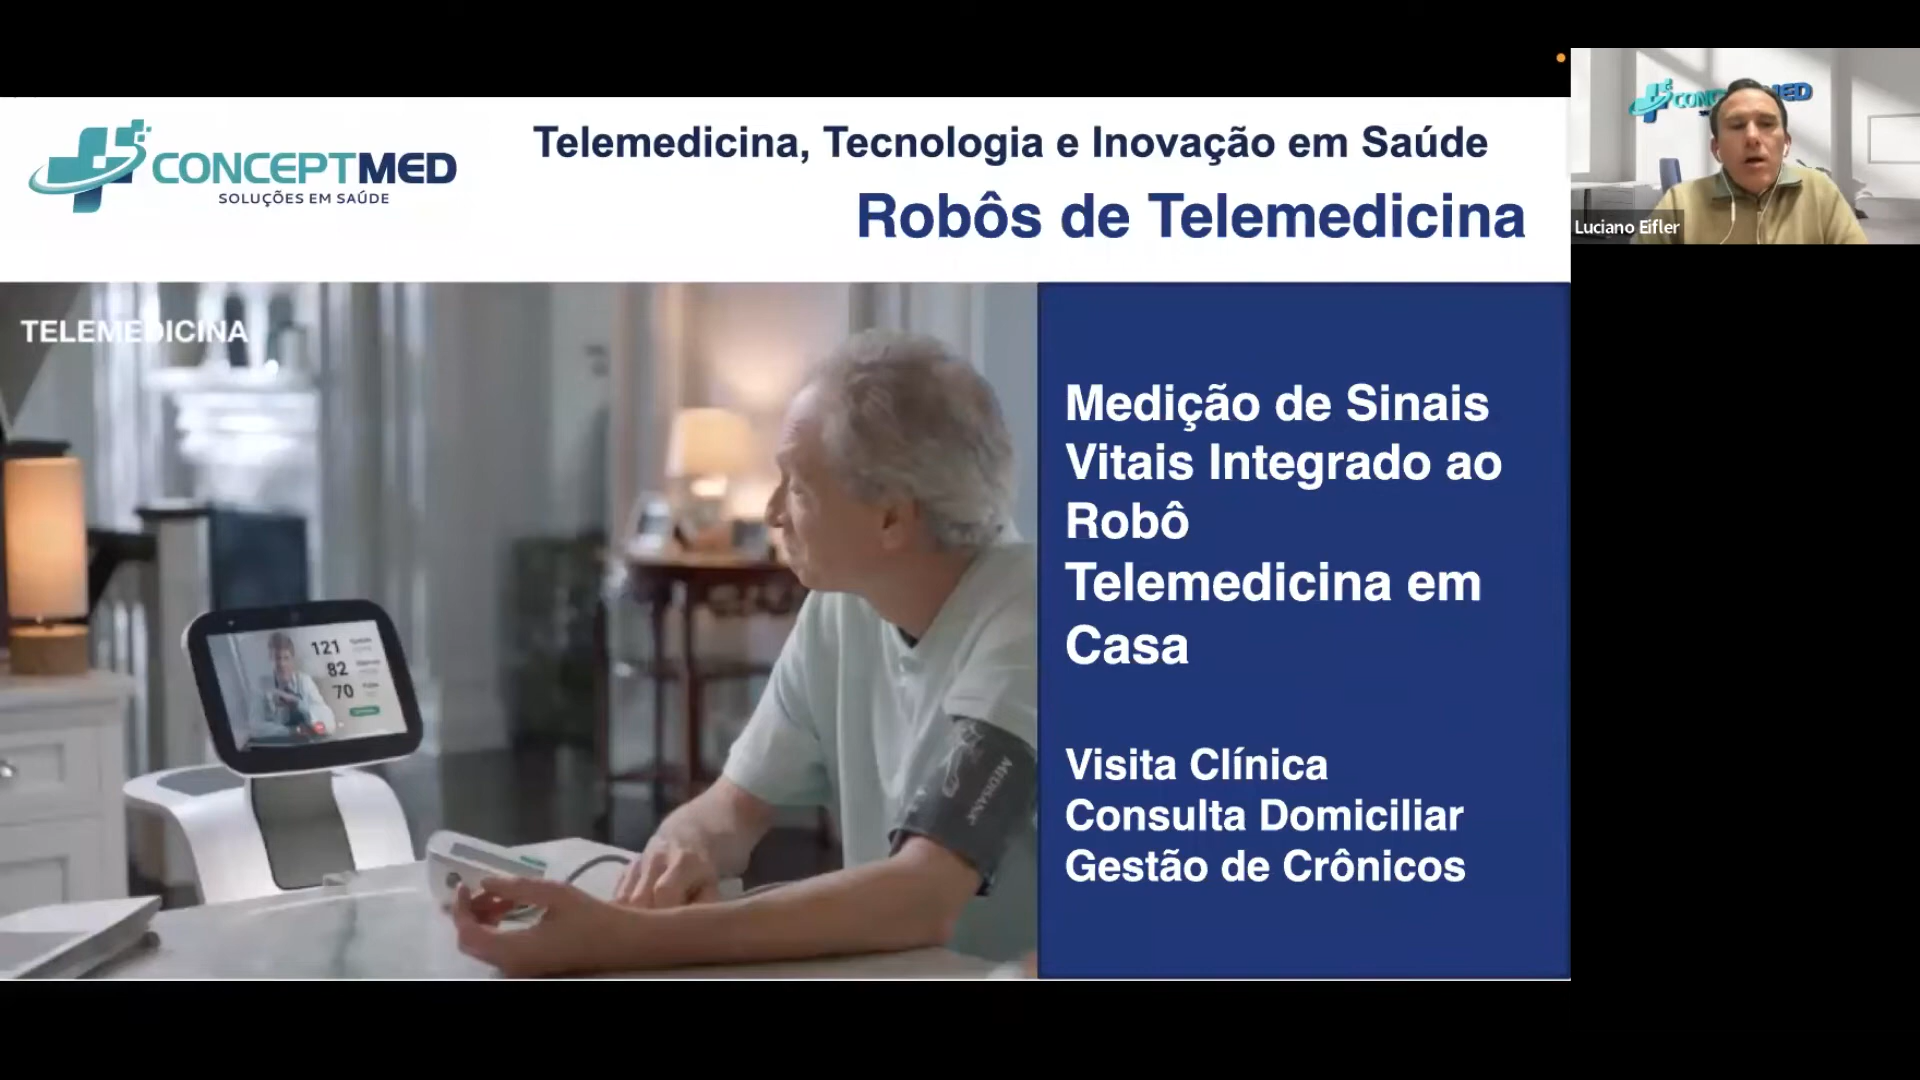 CONCEPTMED
SOLUÇÕES EM SAÚDE
Telemedicina, Tecnologia e Inovação em Saúde
Robôs de Telemedicina
Luciano Eifler
TELEMEDICINA
121
82
70
MEDISANA
Medição de Sinais
Vitais Integrado ao
Robô
Telemedicina em
Casa
Visita Clínica
Consulta Domiciliar
Gestão de Crônicos